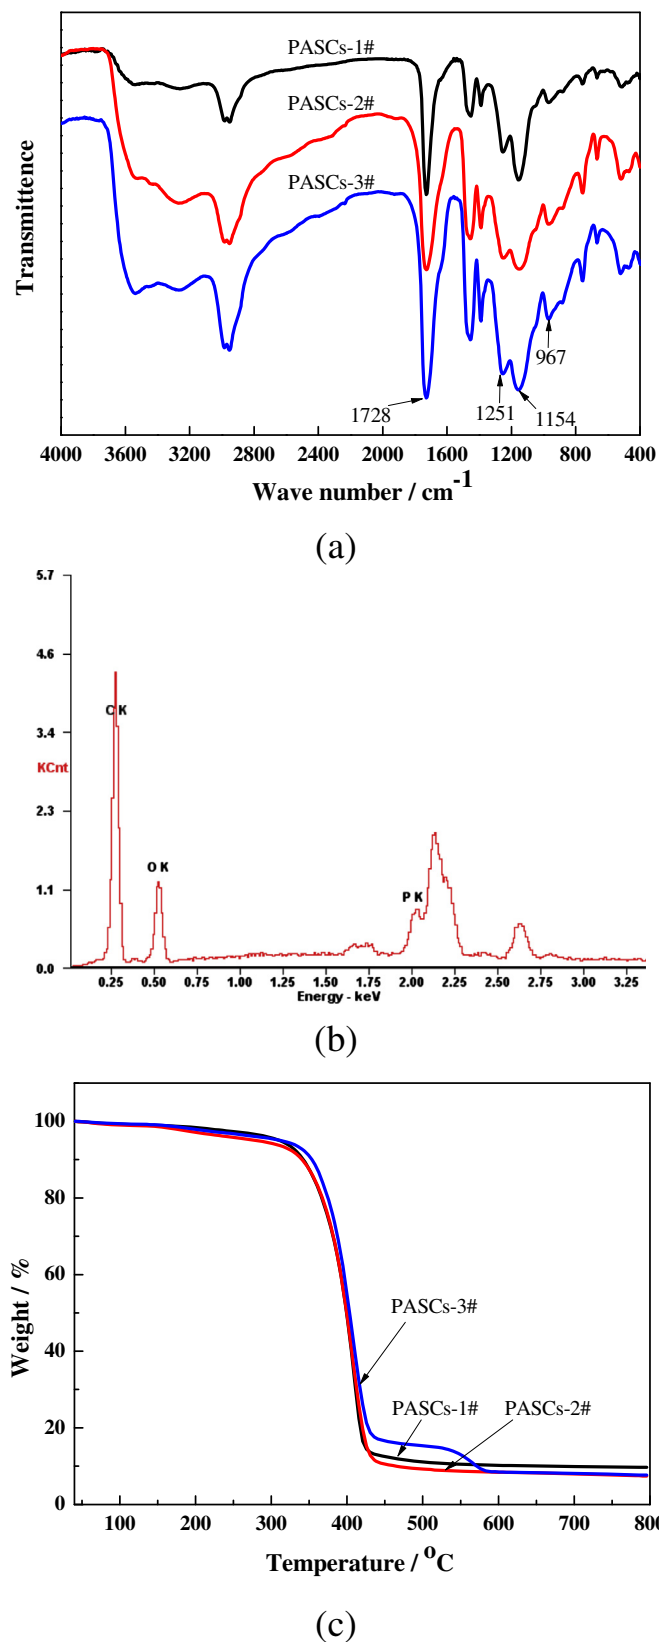 PASCs-1#
PASCs-2#
PASCs-3#
Transmittence
1728
1251
1154
967
4000 3600 3200 2800 2400 2000 1600 1200 800 400
Wave number / cm-1
(a)
5.7
4.6
3.4
KCnt
2.3
1.1
0.0
C K
O K
P K
0.25 0.50 0.75 1.00 1.25 1.50 1.75 2.00 2.25 2.50 2.75 3.00 3.25
Energy - keV
(b)
100
80
60
40
20
0
Weight / %
PASCs-3#
PASCs-1#
PASCs-2#
100 200 300 400 500 600 700 800
Temperature / oC
(c)